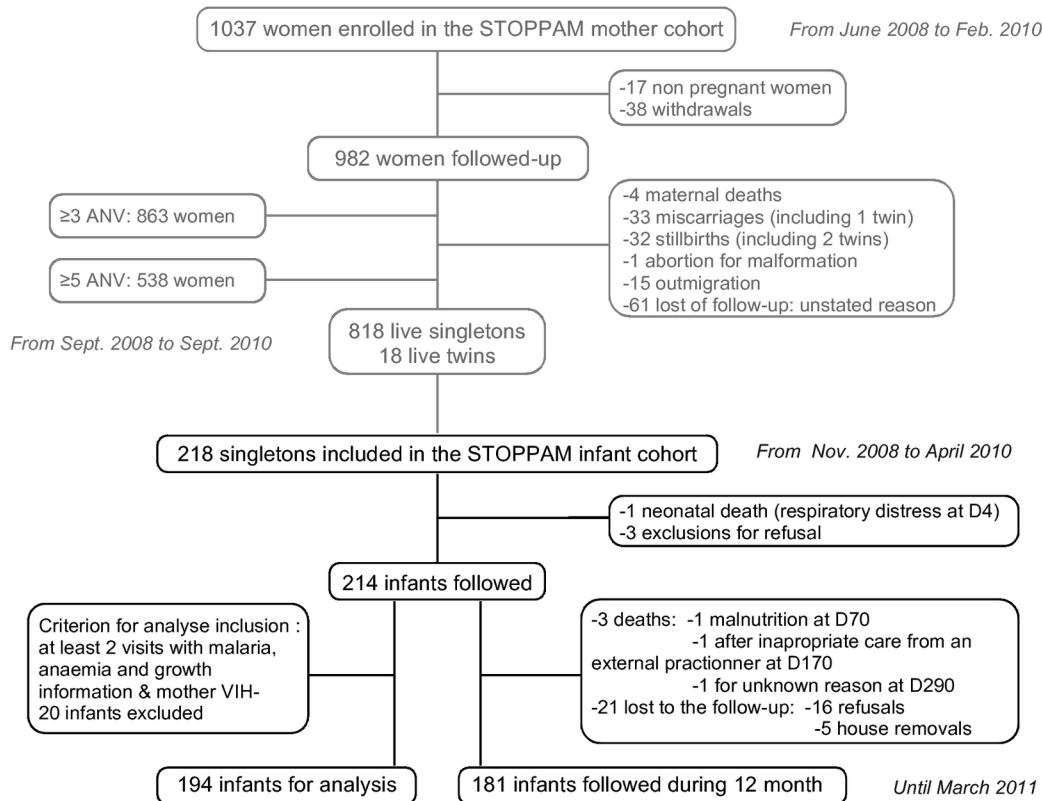 1037 women enrolled in the STOPPAM mother cohort
From June 2008 to Feb. 2010
-17 non pregnant women
-38 withdrawals
982 women followed-up
≥3 ANV: 863 women
≥5 ANV: 538 women
-4 maternal deaths
-33 miscarriages (including 1 twin)
-32 stillbirths (including 2 twins)
-1 abortion for malformation
-15 outmigration
-61 lost of follow-up: unstated reason
From Sept. 2008 to Sept. 2010
818 live singletons
18 live twins
218 singletons included in the STOPPAM infant cohort
From Nov. 2008 to April 2010
-1 neonatal death (respiratory distress at D4)
-3 exclusions for refusal
214 infants followed
Criterion for analyse inclusion :
at least 2 visits with malaria,
anaemia and growth
information & mother VIH-
20 infants excluded
-3 deaths: -1 malnutrition at D70
-1 after inapropriate care from an
external practionner at D170
-1 for unknown reason at D290
-21 lost to the follow-up: -16 refusals
-5 house removals
194 infants for analysis
181 infants followed during 12 month
Until March 2011